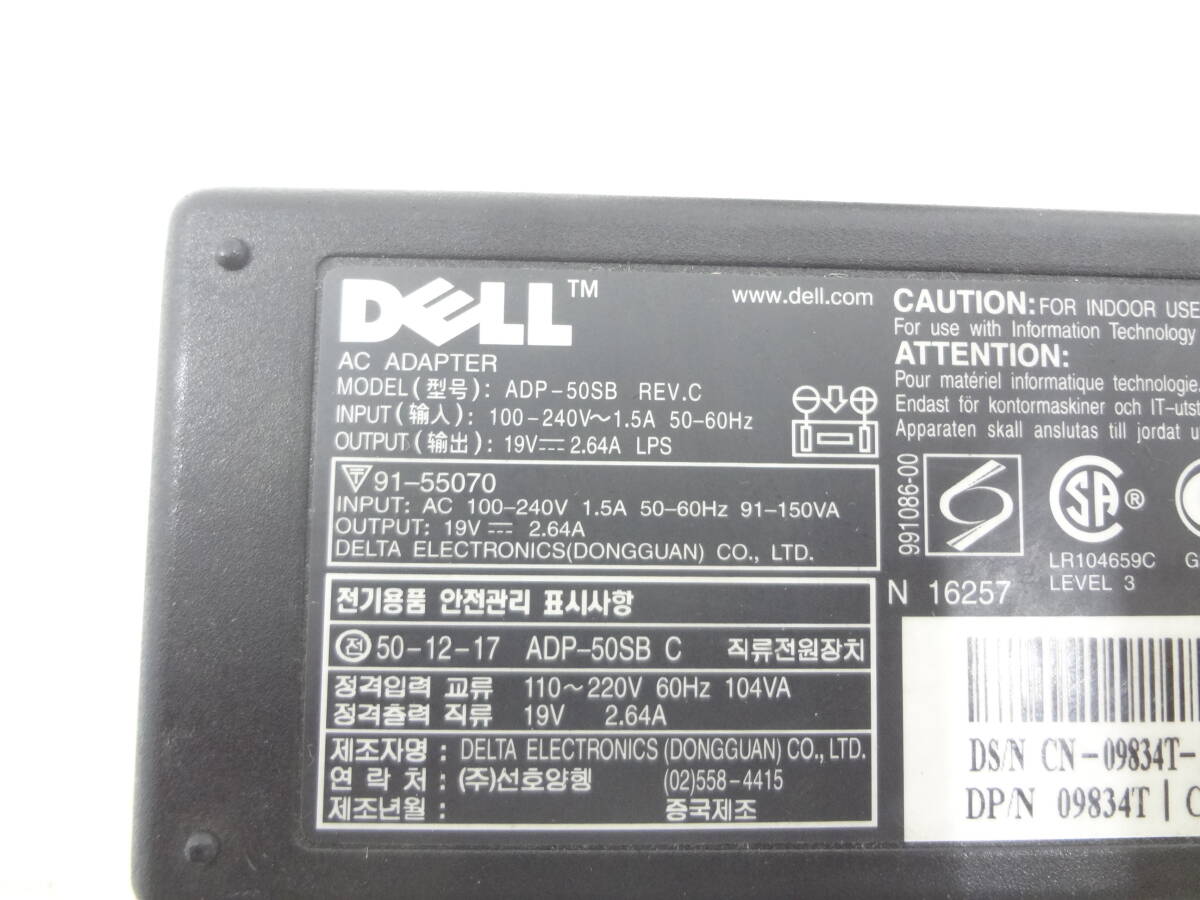 DELL™
www.dell.com
AC ADAPTER
MODEL(型号): ADP-50SB REV.C
INPUT(输入): 100-240V~1.5A 50-60Hz
OUTPUT(输出): 19V⎓2.64A LPS
91-55070
INPUT: AC 100-240V 1.5A 50-60Hz 91-150VA
OUTPUT: 19V⎓2.64A
DELTA ELECTRONICS(DONGGUAN) CO., LTD.
전기용품 안전관리 표시사항
전 50-12-17 ADP-50SB C 직류전원장치
정격입력 교류 110~220V 60Hz 104VA
정격출력 직류 19V 2.64A
제조자명 : DELTA ELECTRONICS (DONGGUAN) CO., LTD.
연 락 처 : (주)선호양행 (02)558-4415
제조년월 : 중국제조
CAUTION: FOR INDOOR USE
For use with Information Technology
ATTENTION:
Pour matériel informatique technologie.
Endast för kontormaskiner och IT-utst
Apparaten skall anslutas till jordat u
991086-00
SA ®
LR104659C
LEVEL 3
G
N 16257
DS/N CN-09834T-
DP/N 09834T | C